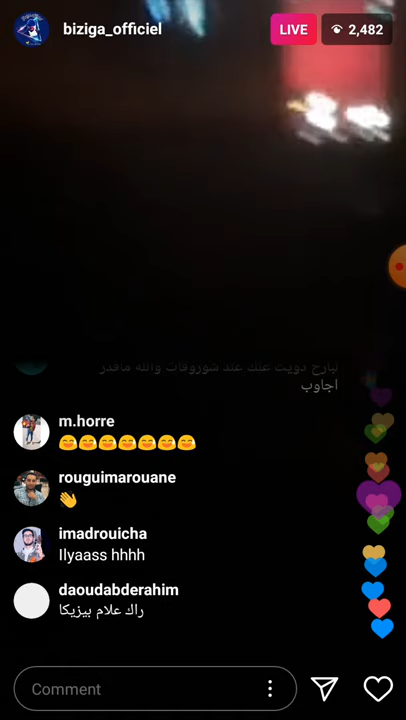 biziga_officiel
LIVE
2,482
اجاوب
m.horre
😊😊😊😊😊😊😊
rouguimarouane
👋
imadrouicha
Ilyaass hhhh
daoudabderahim
راك علام بيزيكا
Comment